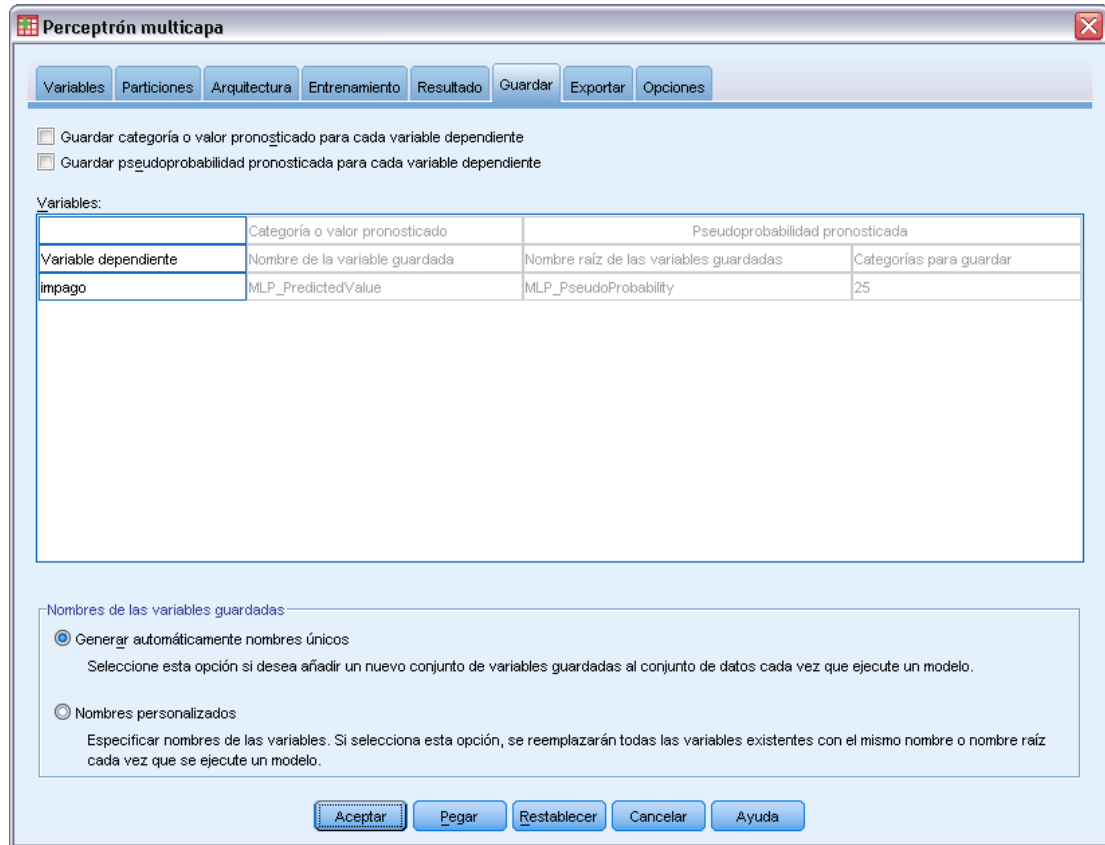 Perceptrón multicapa
Variables Particiones Arquitectura Entrenamiento Resultado Guardar Exportar Opciones
Guardar categoría o valor pronosticado para cada variable dependiente
Guardar pseudoprobabilidad pronosticada para cada variable dependiente
Variables:
Categoría o valor pronosticado Pseudoprobabilidad pronosticada
Variable dependiente Nombre de la variable guardada Nombre raíz de las variables guardadas Categorías para guardar
impago MLP_PredictedValue MLP_PseudoProbability 25
Nombres de las variables guardadas
Generar automáticamente nombres únicos
Seleccione esta opción si desea añadir un nuevo conjunto de variables guardadas al conjunto de datos cada vez que ejecute un modelo.
Nombres personalizados
Especificar nombres de las variables. Si selecciona esta opción, se reemplazarán todas las variables existentes con el mismo nombre o nombre raíz
cada vez que se ejecute un modelo.
Aceptar Pegar Restablecer Cancelar Ayuda